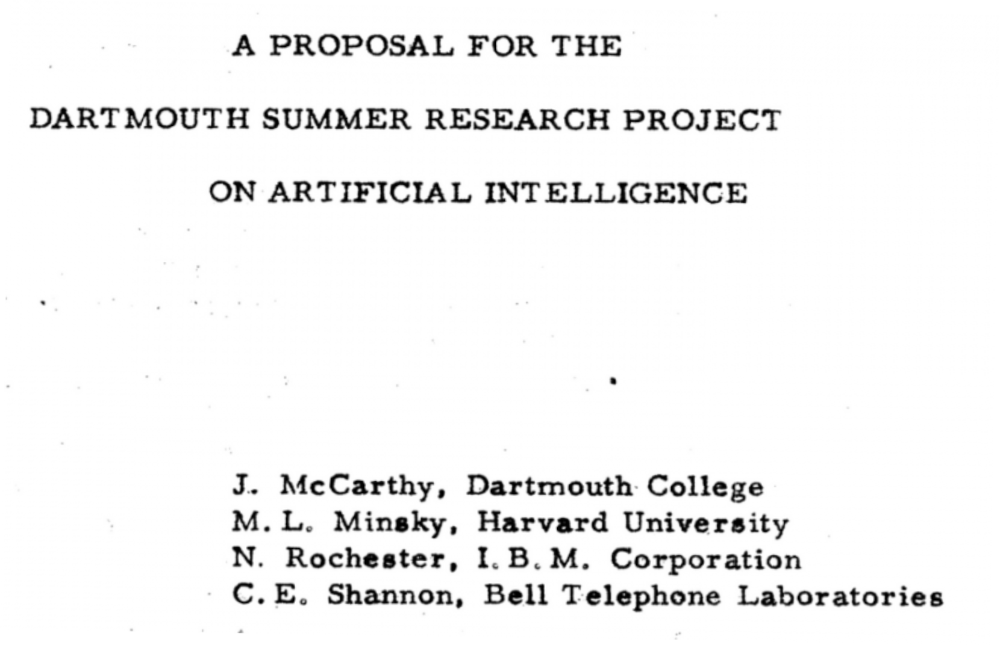 A PROPOSAL FOR THE
DARTMOUTH SUMMER RESEARCH PROJECT
ON ARTIFICIAL INTELLIGENCE
J. McCarthy, Dartmouth College
M. L. Minsky, Harvard University
N. Rochester, I. B. M. Corporation
C. E. Shannon, Bell Telephone Laboratories